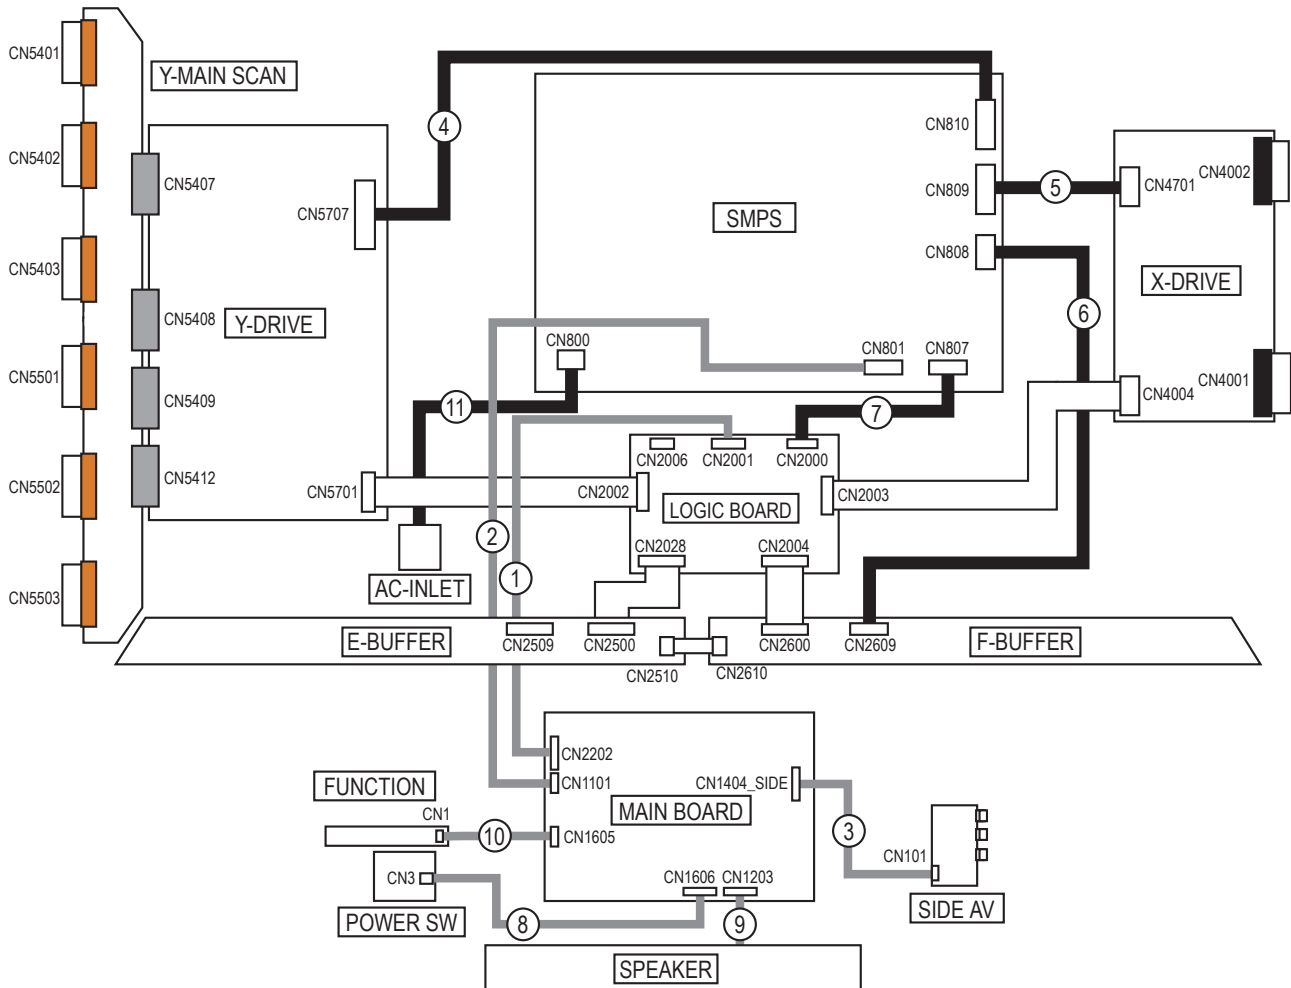 CN5401
Y-MAIN SCAN
4
CN810
CN5402
CN5407
CN5707
SMPS
CN809
5
CN4701
CN4002
CN5403
CN808
X-DRIVE
CN5408
Y-DRIVE
6
CN800
CN801
CN807
CN5501
CN5409
11
7
CN4004
CN4001
CN5412
CN5502
CN5701
CN2006
CN2001
CN2000
CN2002
CN2003
LOGIC BOARD
2
CN2028
CN2004
1
AC-INLET
CN5503
E-BUFFER
CN2509
CN2500
CN2600
CN2609
F-BUFFER
CN2510
CN2610
CN2202
CN1101
CN1404_SIDE
FUNCTION
MAIN BOARD
CN1
10
CN1605
3
CN101
CN3
CN1606
CN1203
POWER SW
8
9
SIDE AV
SPEAKER